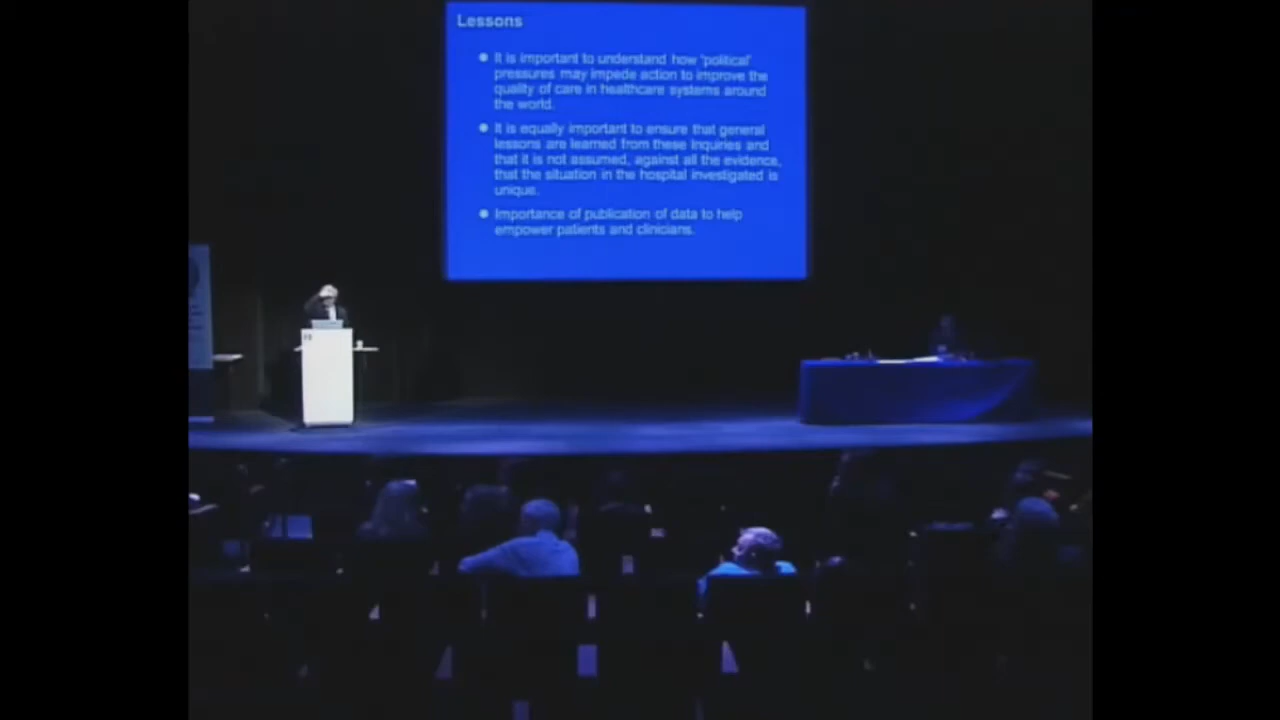 Lessons
It is important to understand how 'political'
pressures may impede action to improve the
quality of care in healthcare systems around
the world.
It is equally important to ensure that general
lessons are learned from these Inquiries and
that it is not assumed, against all the evidence,
that the situation in the hospital investigated is
unique.
Importance of publication of data to help
empower patients and clinicians.